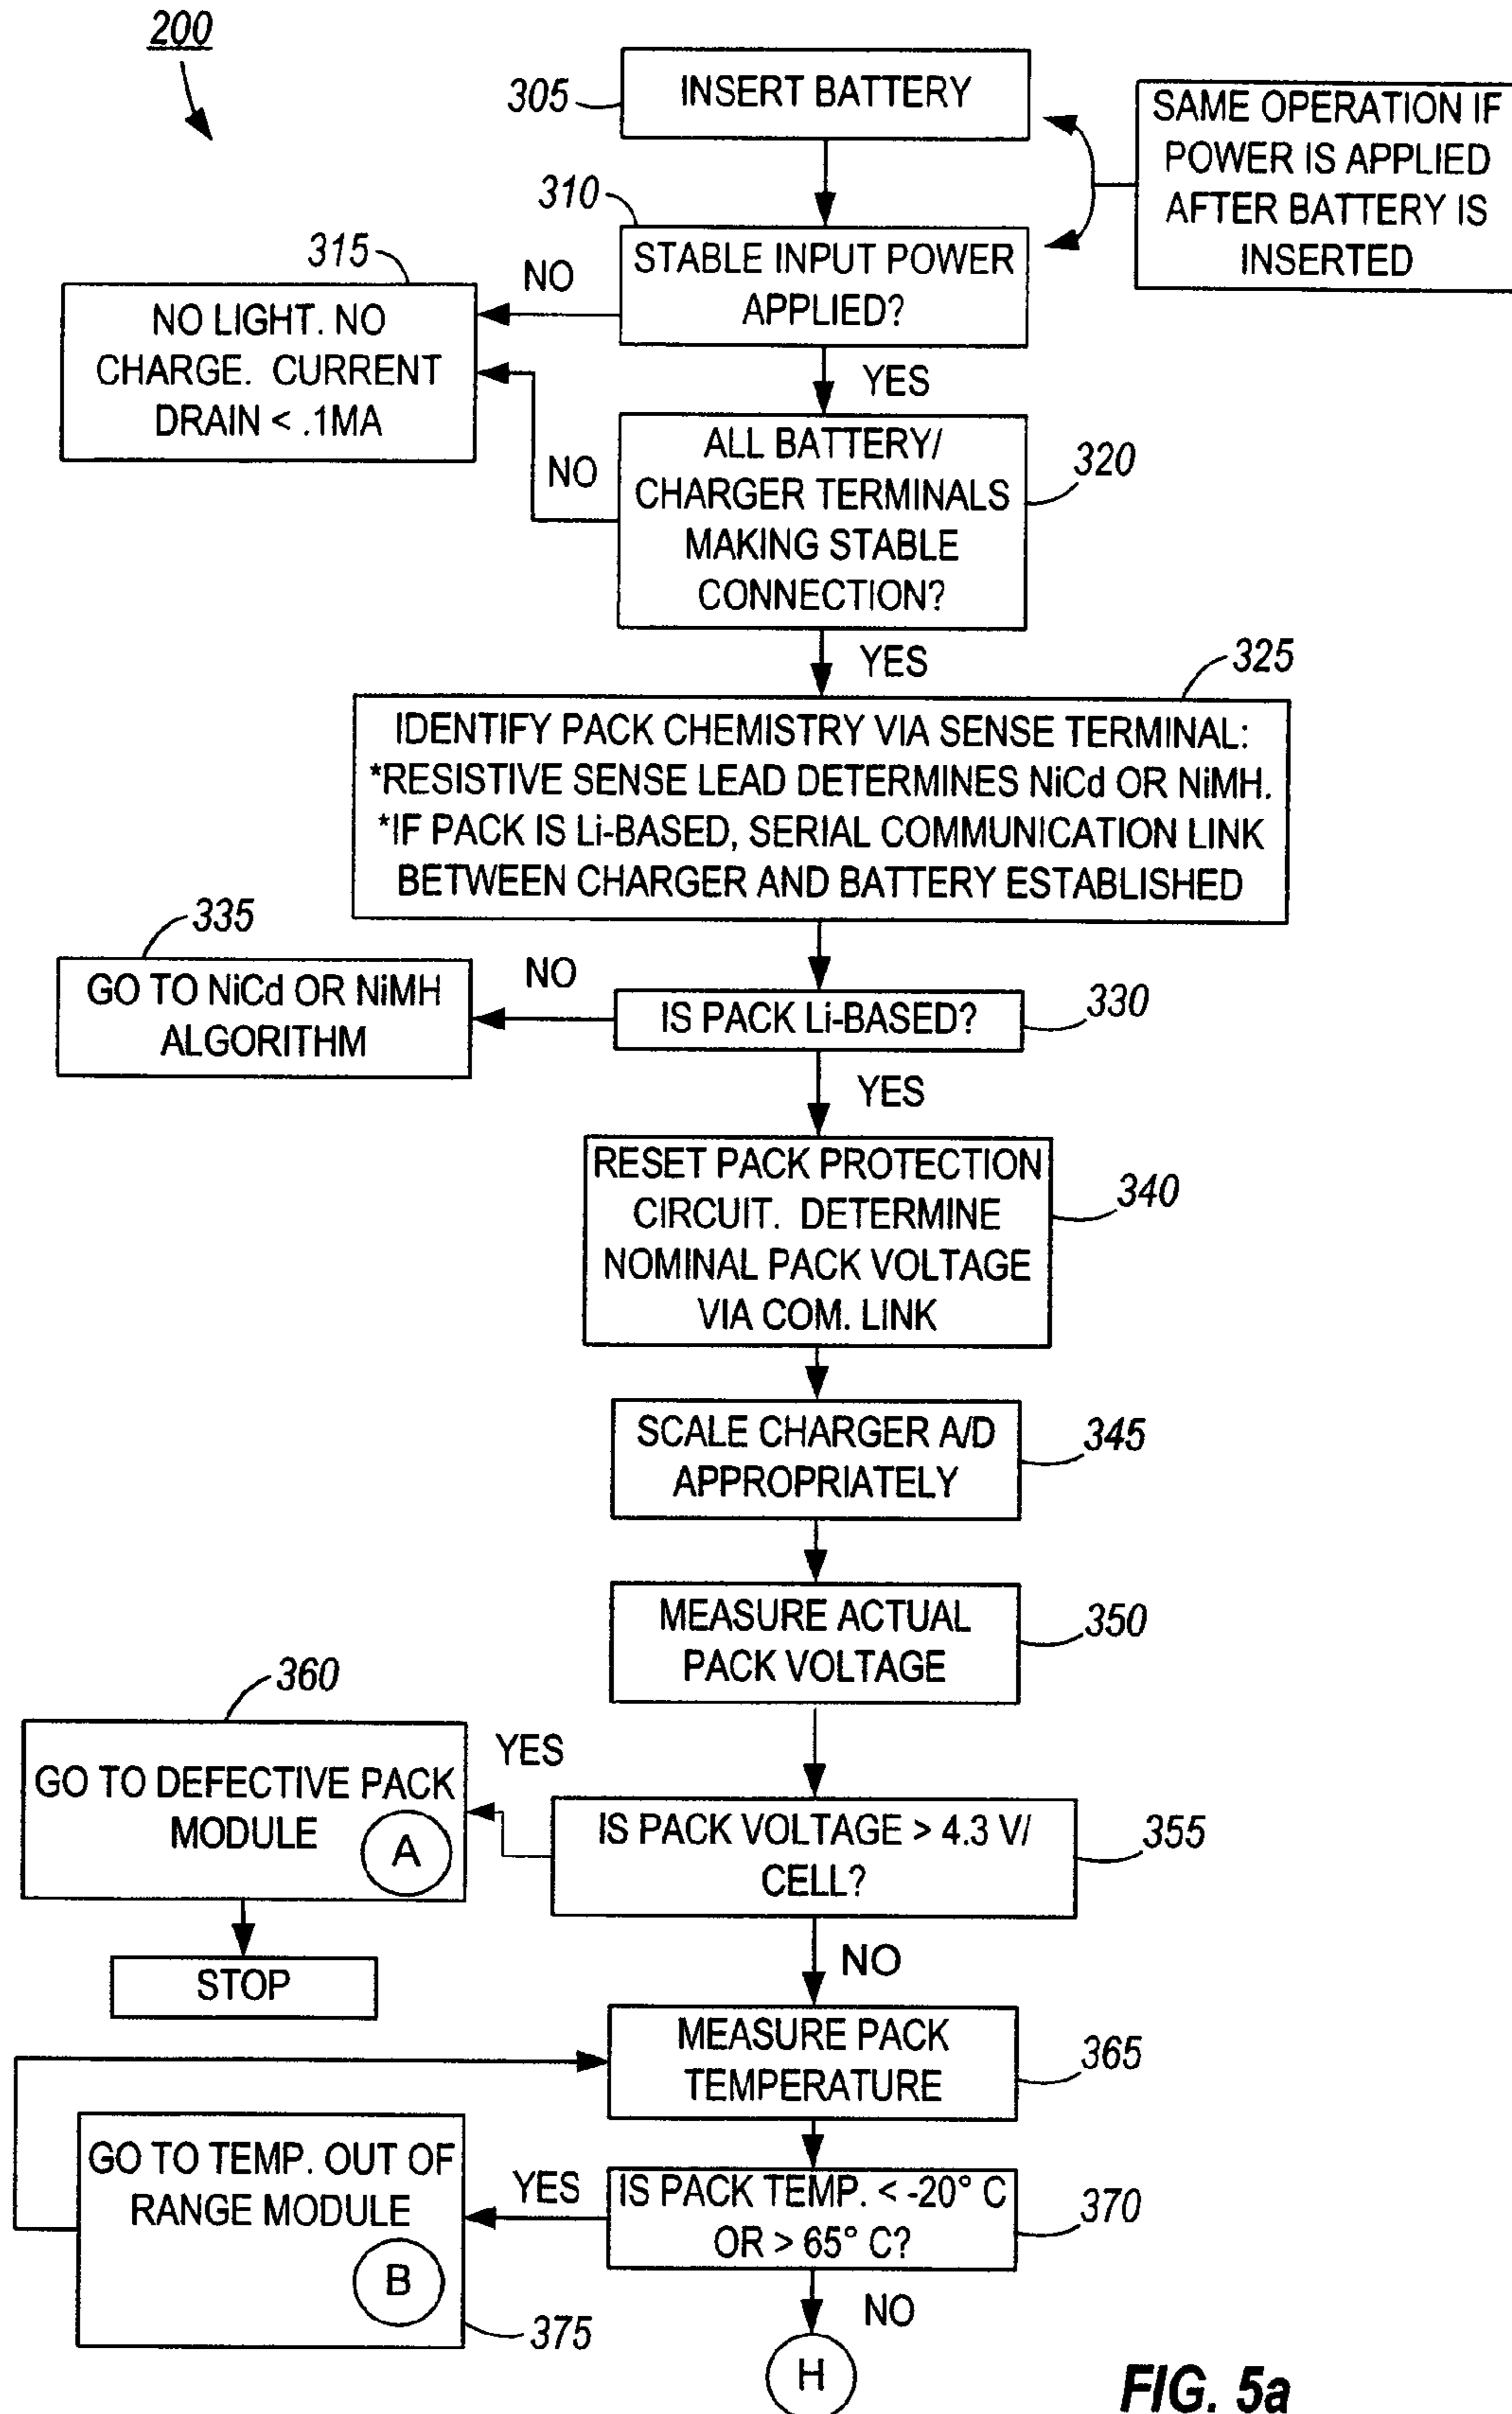 200
305
INSERT BATTERY
SAME OPERATION IF
POWER IS APPLIED
AFTER BATTERY IS
INSERTED
310
STABLE INPUT POWER
APPLIED?
NO
315
NO LIGHT. NO
CHARGE. CURRENT
DRAIN < .1MA
YES
ALL BATTERY/
CHARGER TERMINALS
MAKING STABLE
CONNECTION?
320
NO
YES
325
IDENTIFY PACK CHEMISTRY VIA SENSE TERMINAL:
*RESISTIVE SENSE LEAD DETERMINES NiCd OR NiMH.
*IF PACK IS Li-BASED, SERIAL COMMUNICATION LINK
BETWEEN CHARGER AND BATTERY ESTABLISHED
335
GO TO NiCd OR NiMH
ALGORITHM
NO
IS PACK Li-BASED?
330
YES
RESET PACK PROTECTION
CIRCUIT. DETERMINE
NOMINAL PACK VOLTAGE
VIA COM. LINK
340
SCALE CHARGER A/D
APPROPRIATELY
345
MEASURE ACTUAL
PACK VOLTAGE
350
360
GO TO DEFECTIVE PACK
MODULE
A
YES
IS PACK VOLTAGE > 4.3 V/
CELL?
355
STOP
NO
MEASURE PACK
TEMPERATURE
365
GO TO TEMP. OUT OF
RANGE MODULE
B
375
YES
IS PACK TEMP. < -20° C
OR > 65° C?
370
NO
H
FIG. 5a